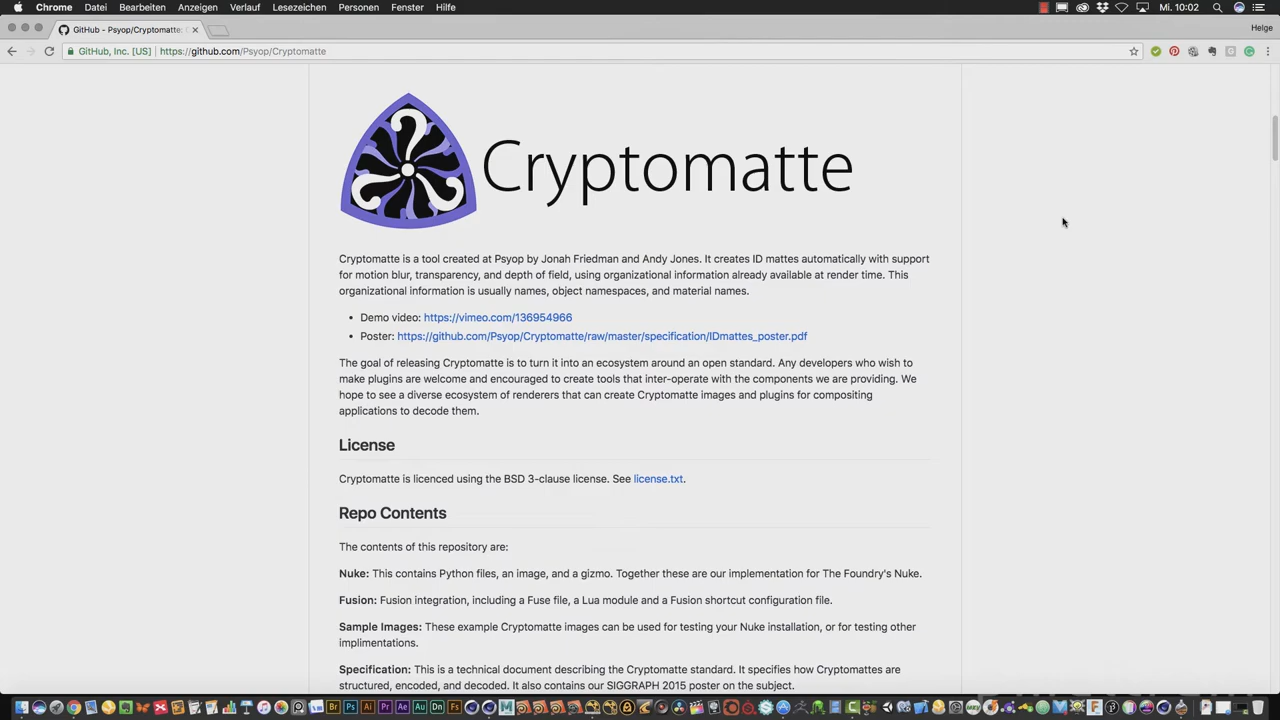 Chrome Datei Bearbeiten Anzeigen Verlauf Lesezeichen Personen Fenster Hilfe Mi. 10:02
GitHub - Psyop/Cryptomatte: Helge
GitHub, Inc. [US] https://github.com/Psyop/Cryptomatte
Cryptomatte
Cryptomatte is a tool created at Psyop by Jonah Friedman and Andy Jones. It creates ID mattes automatically with support
for motion blur, transparency, and depth of field, using organizational information already available at render time. This
organizational information is usually names, object namespaces, and material names.
• Demo video: https://vimeo.com/136954966
• Poster: https://github.com/Psyop/Cryptomatte/raw/master/specification/IDmattes_poster.pdf
The goal of releasing Cryptomatte is to turn it into an ecosystem around an open standard. Any developers who wish to
make plugins are welcome and encouraged to create tools that inter-operate with the components we are providing. We
hope to see a diverse ecosystem of renderers that can create Cryptomatte images and plugins for compositing
applications to decode them.
License
Cryptomatte is licenced using the BSD 3-clause license. See license.txt.
Repo Contents
The contents of this repository are:
Nuke: This contains Python files, an image, and a gizmo. Together these are our implementation for The Foundry's Nuke.
Fusion: Fusion integration, including a Fuse file, a Lua module and a Fusion shortcut configuration file.
Sample Images: These example Cryptomatte images can be used for testing your Nuke installation, or for testing other
implimentations.
Specification: This is a technical document describing the Cryptomatte standard. It specifies how Cryptomattes are
structured, encoded, and decoded. It also contains our SIGGRAPH 2015 poster on the subject.
Br Ps Ai Pr Ae Au Dn Fs